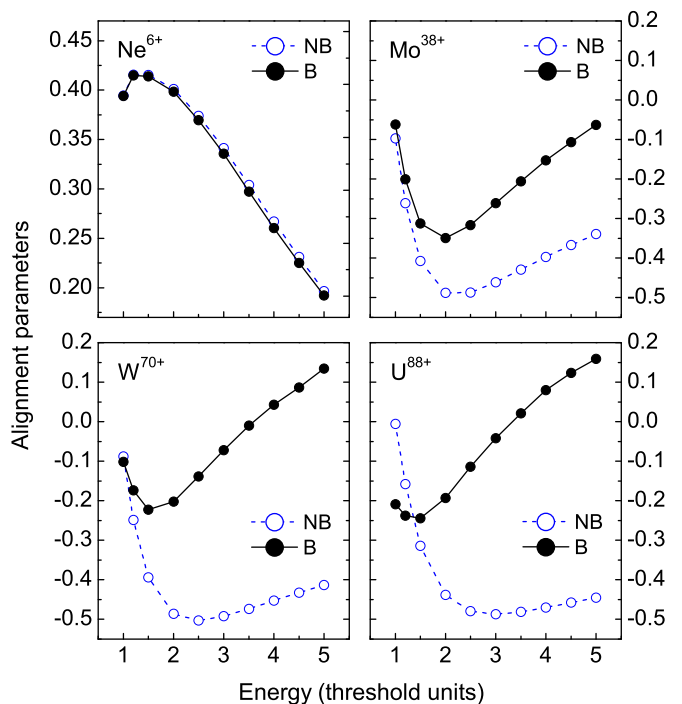 Alignment parameters
Ne6+
NB
B
0.45
0.40
0.35
0.30
0.25
0.20
Mo38+
NB
B
0.2
0.1
0.0
-0.1
-0.2
-0.3
-0.4
-0.5
W70+
NB
B
0.2
0.1
0.0
-0.1
-0.2
-0.3
-0.4
-0.5
1 2 3 4 5
U88+
NB
B
0.2
0.1
0.0
-0.1
-0.2
-0.3
-0.4
-0.5
1 2 3 4 5
Energy (threshold units)